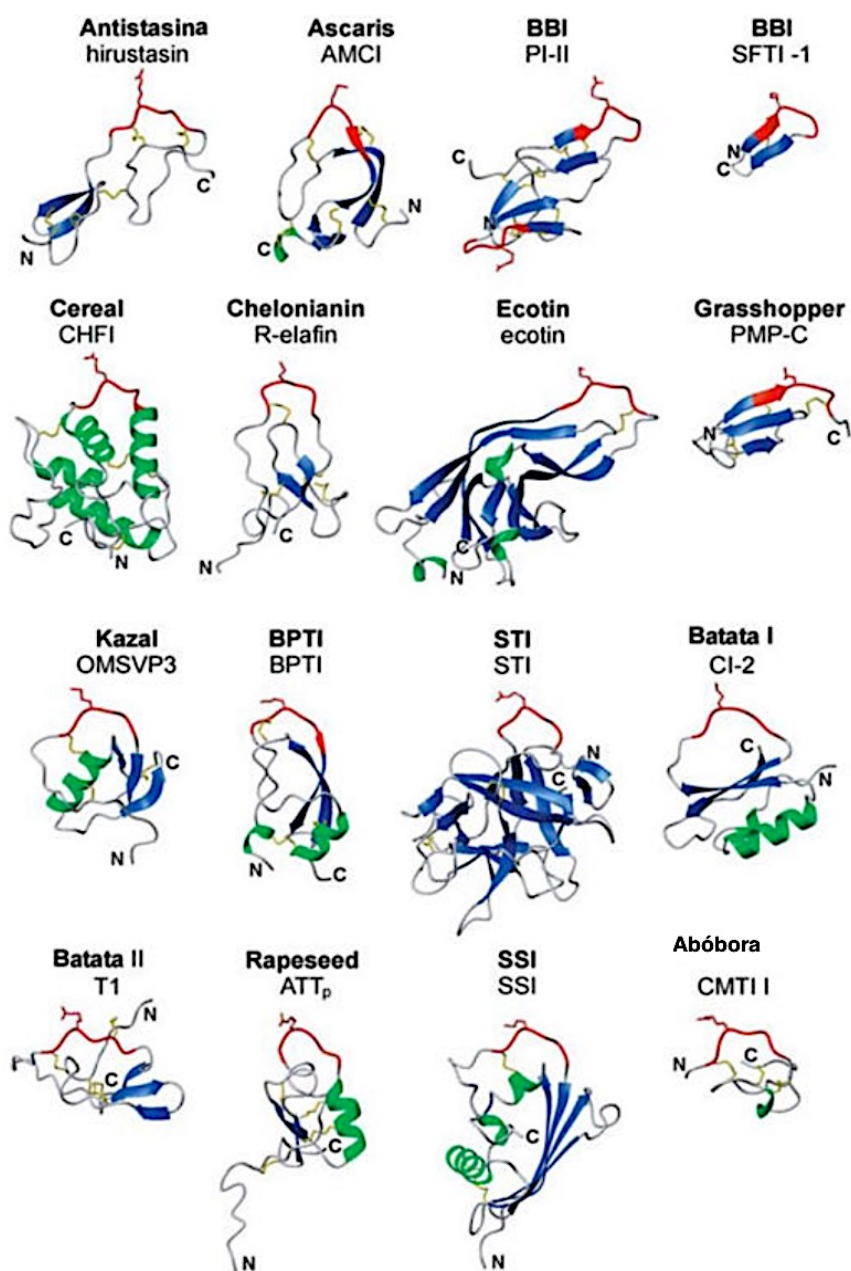 Antistasina
hirustasin
Ascaris
AMCI
BBI
PI-II
BBI
SFTI -1
C
N
C
N
C
N
N
C
Cereal
CHFI
Chelonianin
R-elafin
Ecotin
ecotin
Grasshopper
PMP-C
C
N
C
N
C
N
N
C
Kazal
OMSVP3
BPTI
BPTI
STI
STI
Batata I
CI-2
C
N
N
C
N
C
C
N
Batata II
T1
Rapeseed
ATTp
SSI
SSI
Abóbora
CMTI I
N
C
C
N
C
N
N
C